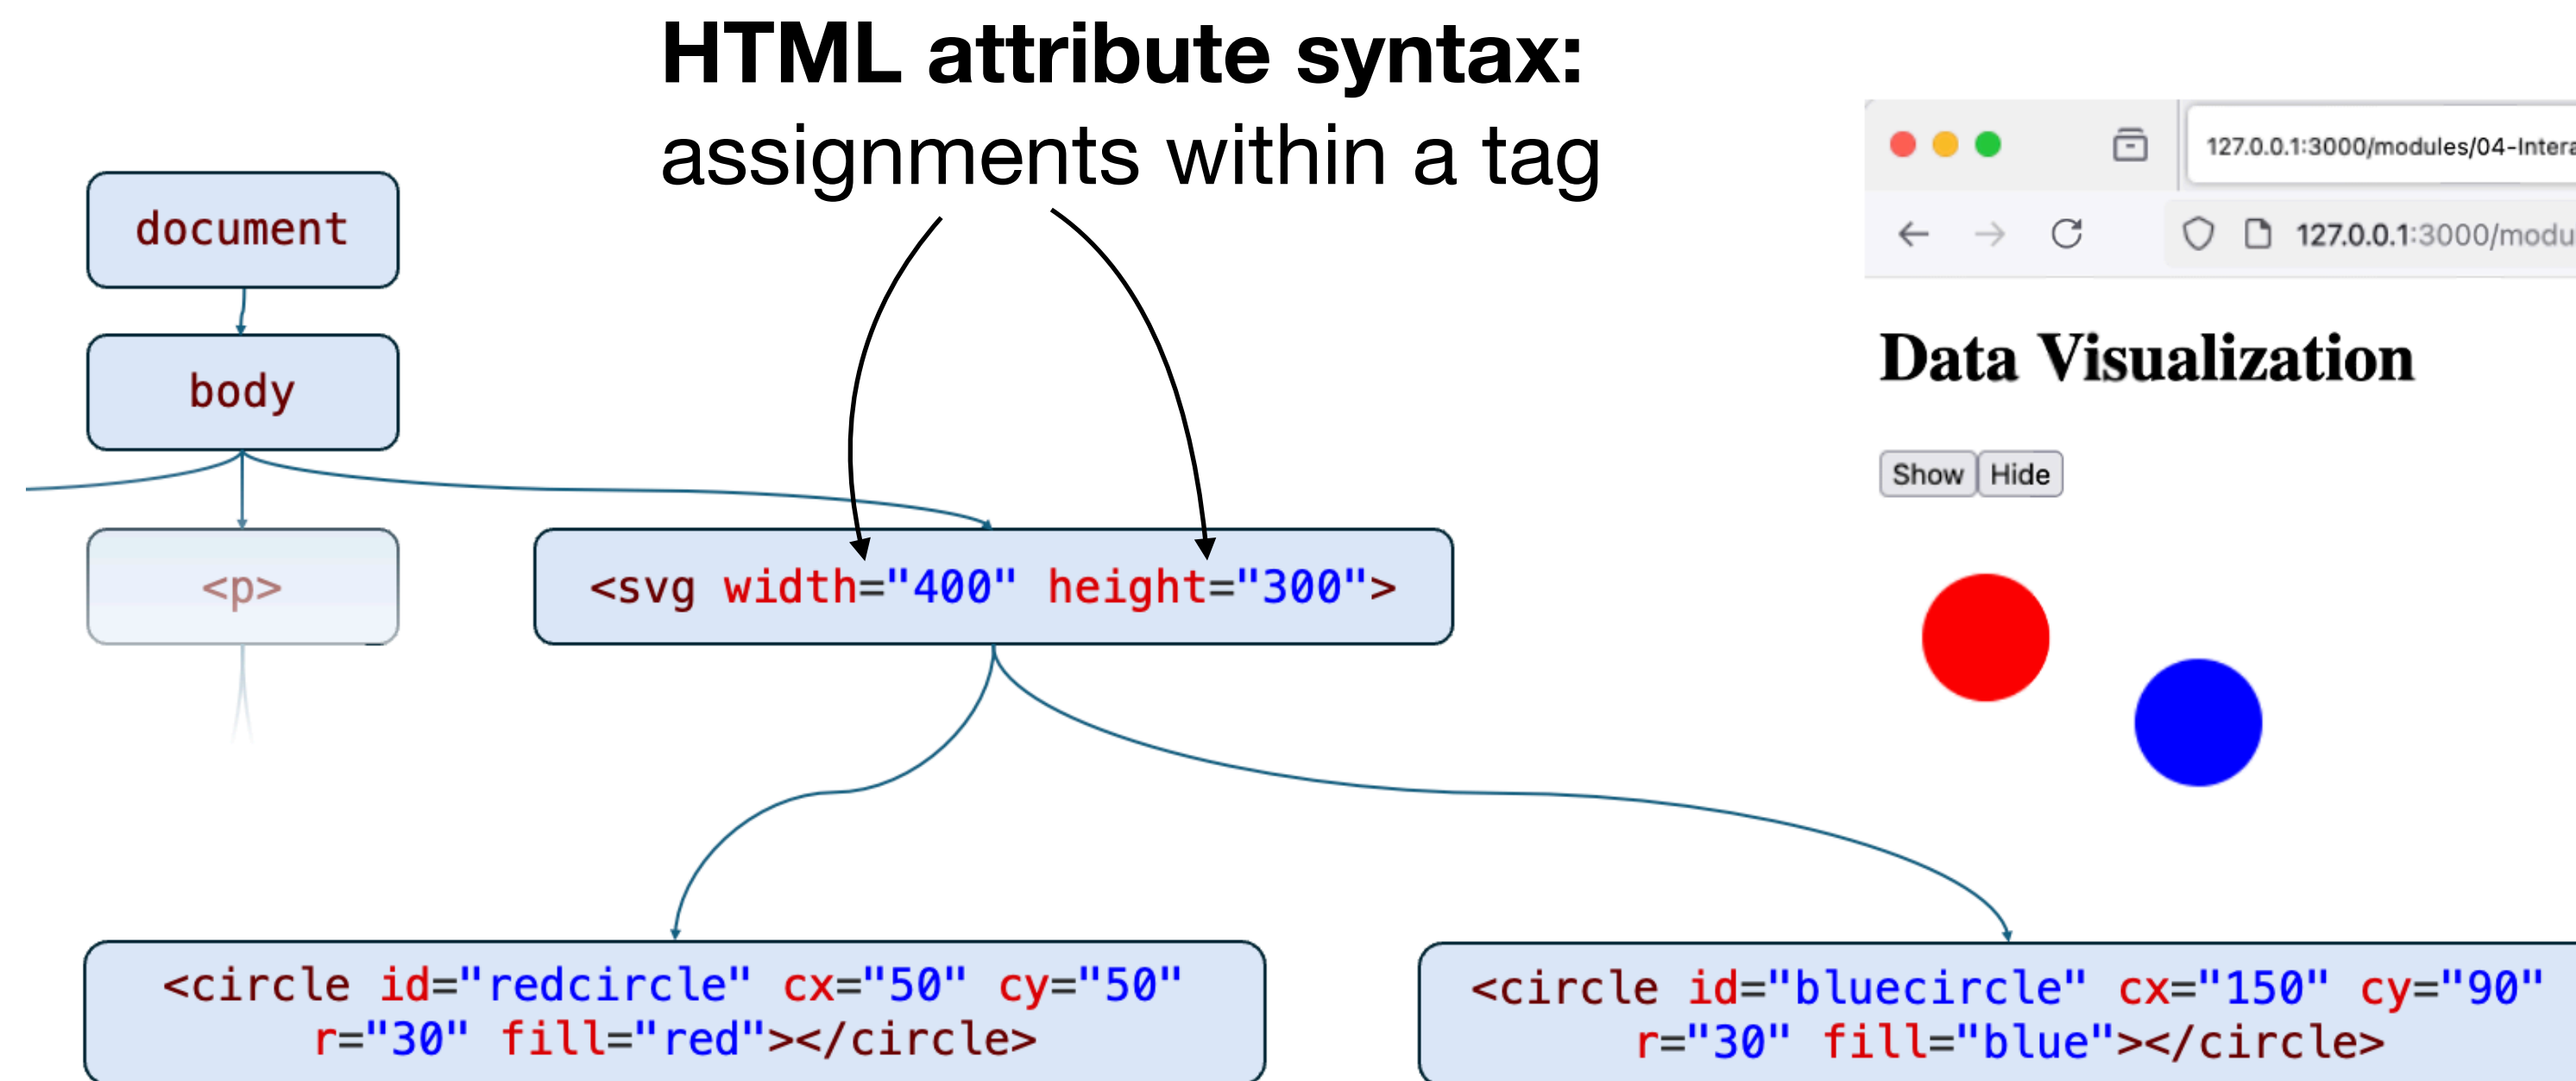 HTML attribute syntax:
assignments within a tag
document
body
<p>
<svg width="400" height="300">
<circle id="redcircle" cx="50" cy="50"
r="30" fill="red"></circle>
<circle id="bluecircle" cx="150" cy="90"
r="30" fill="blue"></circle>
127.0.0.1:3000/modules/04-Intera
127.0.0.1:3000/modu
Data Visualization
Show Hide